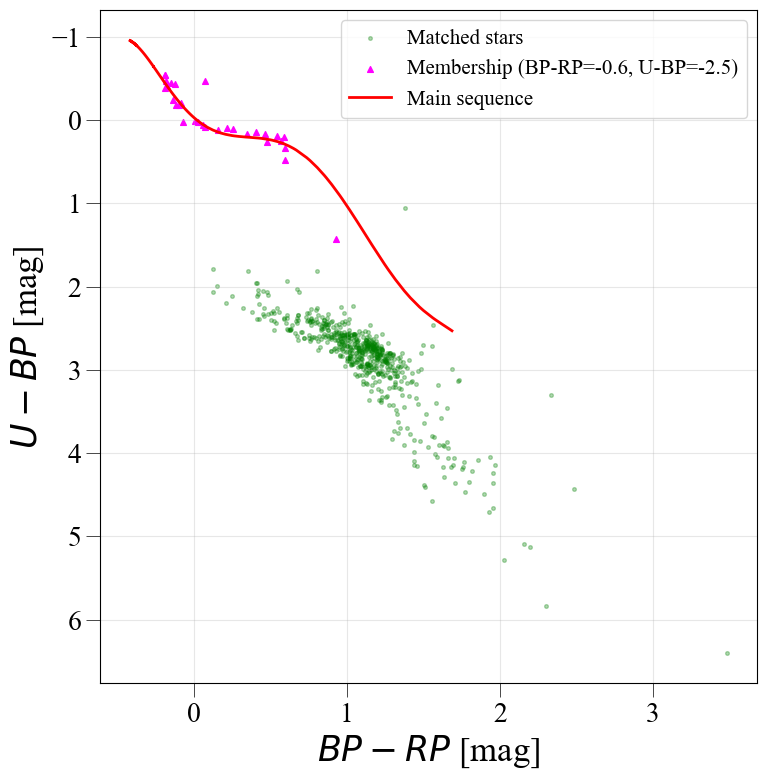 Matched stars
Membership (BP-RP=-0.6, U-BP=-2.5)
Main sequence
−1
0
1
2
3
4
5
6
U − BP [mag]
0
1
2
3
BP − RP [mag]